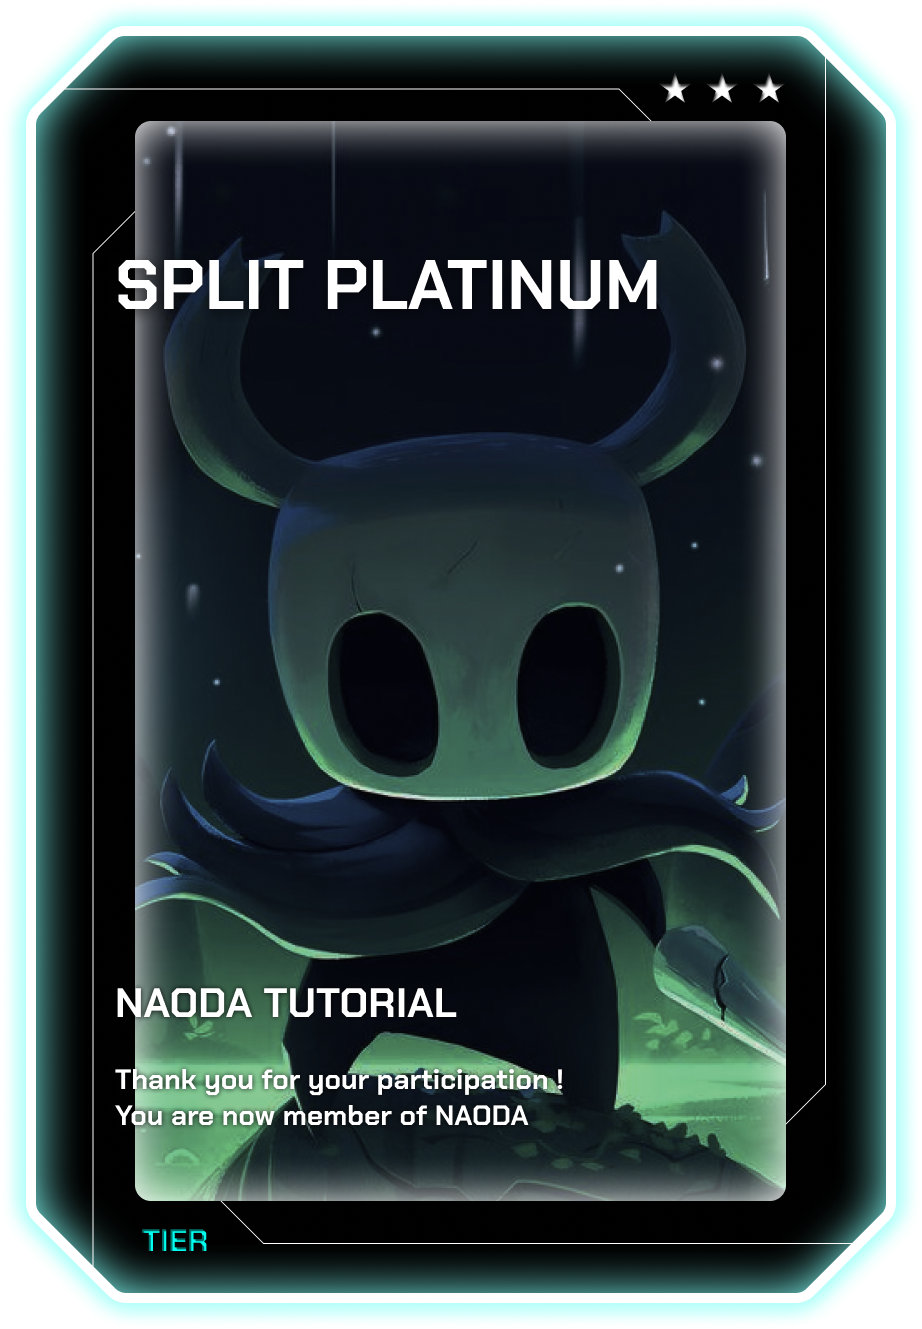 SPLIT PLATINUM
NAODA TUTORIAL
Thank you for your participation !
You are now member of NAODA
TIER